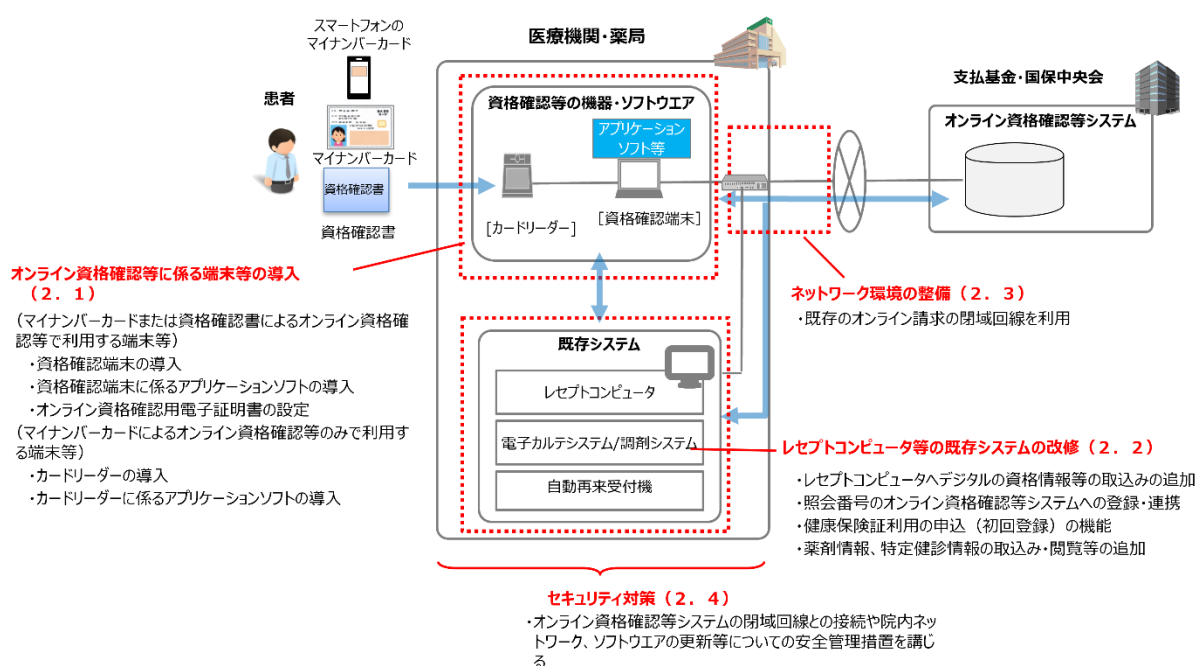 スマートフォンの
マイナンバーカード
患者
マイナンバーカード
資格確認書
資格確認書
医療機関・薬局
資格確認等の機器・ソフトウエア
アプリケーション
ソフト等
[カードリーダー]
[資格確認端末]
支払基金・国保中央会
オンライン資格確認等システム
オンライン資格確認等に係る端末等の導入
（２．１）
（マイナンバーカードまたは資格確認書によるオンライン資格確
認等で利用する端末等）
・資格確認端末の導入
・資格確認端末に係るアプリケーションソフトの導入
・オンライン資格確認用電子証明書の設定
（マイナンバーカードによるオンライン資格確認等のみで利用す
る端末等）
・カードリーダーの導入
・カードリーダーに係るアプリケーションソフトの導入
既存システム
レセプトコンピュータ
電子カルテシステム/調剤システム
自動再来受付機
ネットワーク環境の整備（２．３）
・既存のオンライン請求の閉域回線を利用
レセプトコンピュータ等の既存システムの改修（２．２）
・レセプトコンピュータへデジタルの資格情報等の取込みの追加
・照会番号のオンライン資格確認等システムへの登録・連携
・健康保険証利用の申込（初回登録）の機能
・薬剤情報、特定健診情報の取込み・閲覧等の追加
セキュリティ対策（２．４）
・オンライン資格確認等システムの閉域回線との接続や院内ネッ
トワーク、ソフトウエアの更新等についての安全管理措置を講じ
る